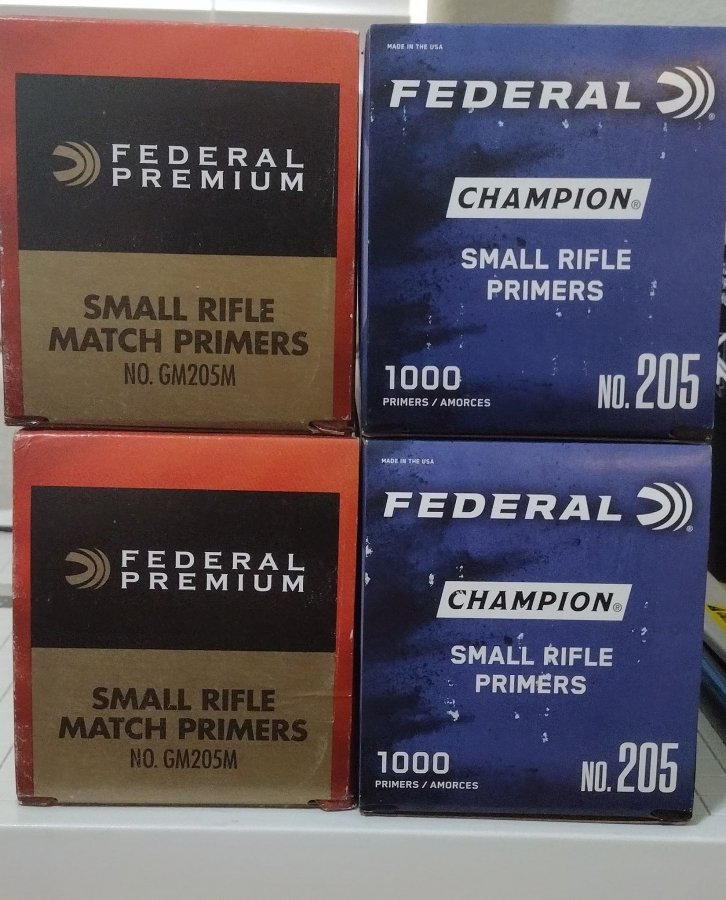 FEDERAL
PREMIUM
SMALL RIFLE
MATCH PRIMERS
NO. GM205M
MADE IN THE USA
FEDERAL®
CHAMPION®
SMALL RIFLE
PRIMERS
1000
PRIMERS / AMORCES
NO. 205
FEDERAL
PREMIUM
SMALL RIFLE
MATCH PRIMERS
NO. GM205M
MADE IN THE USA
FEDERAL®
CHAMPION®
SMALL RIFLE
PRIMERS
1000
PRIMERS / AMORCES
NO. 205